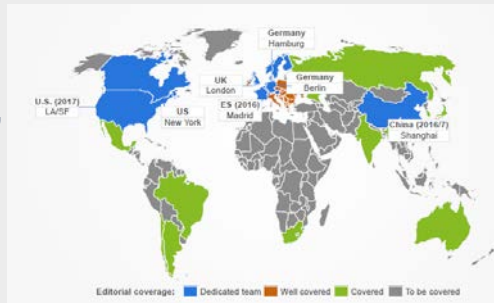 Germany
Hamburg
UK
London
Germany
Berlin
U.S. (2017)
LA/SF
US
New York
ES (2016)
Madrid
China (2016/7)
Shanghai
Editorial coverage: Dedicated team Well covered Covered To be covered